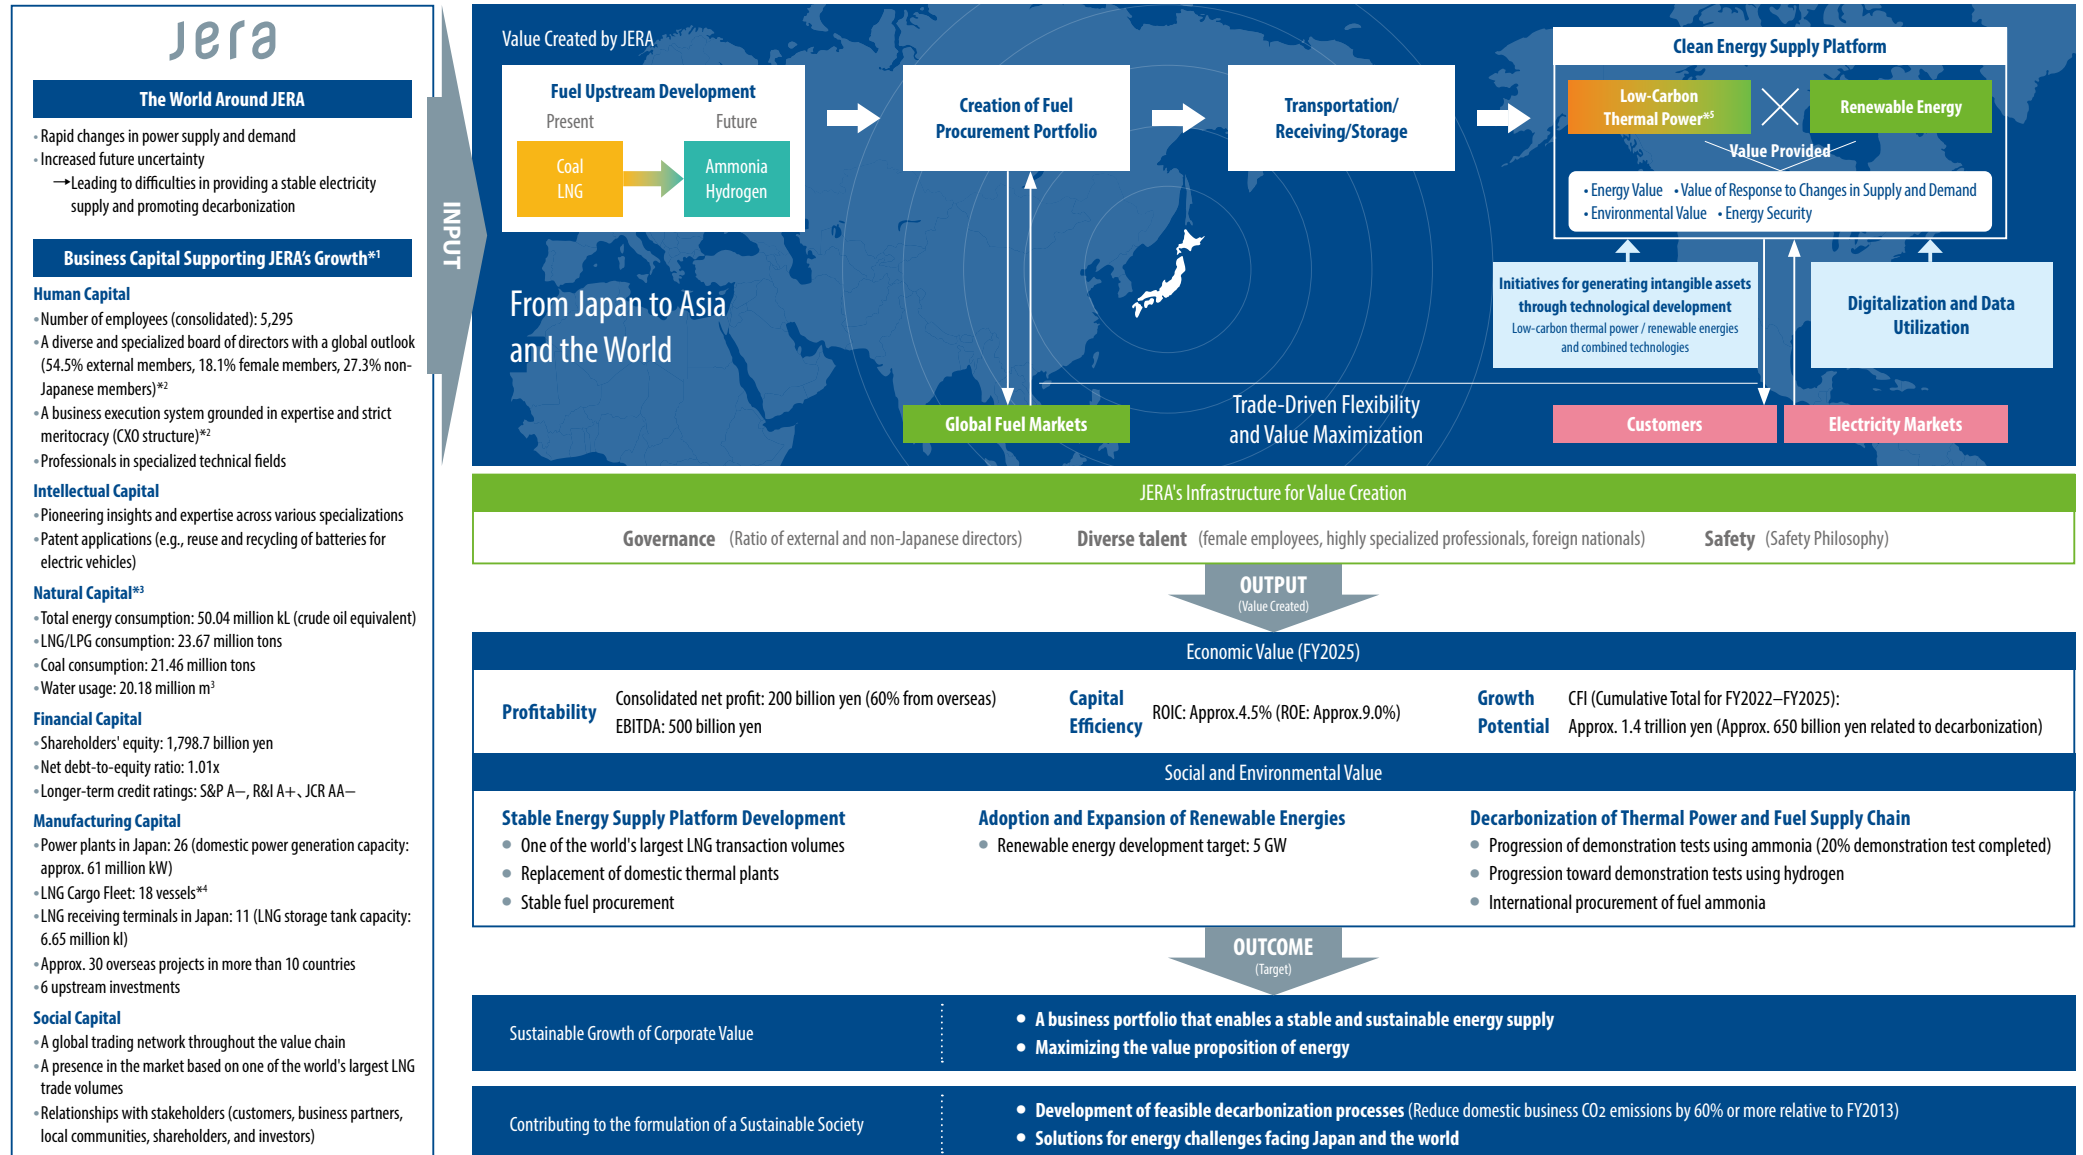 Jera
The World Around JERA
• Rapid changes in power supply and demand
• Increased future uncertainty
→Leading to difficulties in providing a stable electricity
supply and promoting decarbonization
Business Capital Supporting JERA's Growth*1
Human Capital
• Number of employees (consolidated): 5,295
• A diverse and specialized board of directors with a global outlook
(54.5% external members, 18.1% female members, 27.3% non-
Japanese members)*2
• A business execution system grounded in expertise and strict
meritocracy (CXO structure)*2
• Professionals in specialized technical fields
Intellectual Capital
• Pioneering insights and expertise across various specializations
• Patent applications (e.g., reuse and recycling of batteries for
electric vehicles)
Natural Capital*3
• Total energy consumption: 50.04 million kL (crude oil equivalent)
• LNG/LPG consumption: 23.67 million tons
• Coal consumption: 21.46 million tons
• Water usage: 20.18 million m3
Financial Capital
• Shareholders' equity: 1,798.7 billion yen
• Net debt-to-equity ratio: 1.01x
• Longer-term credit ratings: S&P A−, R&I A+、JCR AA−
Manufacturing Capital
• Power plants in Japan: 26 (domestic power generation capacity:
approx. 61 million kW)
• LNG Cargo Fleet: 18 vessels*4
• LNG receiving terminals in Japan: 11 (LNG storage tank capacity:
6.65 million kl)
• Approx. 30 overseas projects in more than 10 countries
• 6 upstream investments
Social Capital
• A global trading network throughout the value chain
• A presence in the market based on one of the world's largest LNG
trade volumes
• Relationships with stakeholders (customers, business partners,
local communities, shareholders, and investors)
INPUT
Value Created by JERA
Fuel Upstream Development
Present Future
Coal
LNG
Ammonia
Hydrogen
Creation of Fuel
Procurement Portfolio
Transportation/
Receiving/Storage
Clean Energy Supply Platform
Low-Carbon
Thermal Power*5
Renewable Energy
Value Provided
• Energy Value • Value of Response to Changes in Supply and Demand
• Environmental Value • Energy Security
Initiatives for generating intangible assets
through technological development
Low-carbon thermal power / renewable energies
and combined technologies
Digitalization and Data
Utilization
From Japan to Asia
and the World
Global Fuel Markets
Trade-Driven Flexibility
and Value Maximization
Customers
Electricity Markets
JERA's Infrastructure for Value Creation
Governance (Ratio of external and non-Japanese directors) Diverse talent (female employees, highly specialized professionals, foreign nationals) Safety (Safety Philosophy)
OUTPUT
(Value Created)
Economic Value (FY2025)
Profitability
Consolidated net profit: 200 billion yen (60% from overseas)
EBITDA: 500 billion yen
Capital
Efficiency
ROIC: Approx.4.5% (ROE: Approx.9.0%)
Growth
Potential
CFI (Cumulative Total for FY2022–FY2025):
Approx. 1.4 trillion yen (Approx. 650 billion yen related to decarbonization)
Social and Environmental Value
Stable Energy Supply Platform Development
• One of the world's largest LNG transaction volumes
• Replacement of domestic thermal plants
• Stable fuel procurement
Adoption and Expansion of Renewable Energies
• Renewable energy development target: 5 GW
Decarbonization of Thermal Power and Fuel Supply Chain
• Progression of demonstration tests using ammonia (20% demonstration test completed)
• Progression toward demonstration tests using hydrogen
• International procurement of fuel ammonia
OUTCOME
(Target)
Sustainable Growth of Corporate Value
• A business portfolio that enables a stable and sustainable energy supply
• Maximizing the value proposition of energy
Contributing to the formulation of a Sustainable Society
• Development of feasible decarbonization processes (Reduce domestic business CO2 emissions by 60% or more relative to FY2013)
• Solutions for energy challenges facing Japan and the world